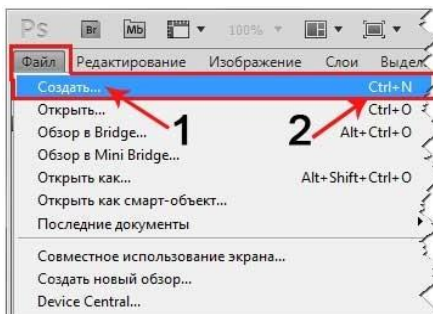 Ps Br Mb 100%
Файл Редактирование Изображение Слои Выдел
Создать... Ctrl+N
Открыть... Ctrl+O
1 2
Обзор в Bridge... Alt+Ctrl+O
Обзор в Mini Bridge...
Открыть как... Alt+Shift+Ctrl+O
Открыть как смарт-объект...
Последние документы
Совместное использование экрана...
Создать новый обзор...
Device Central...